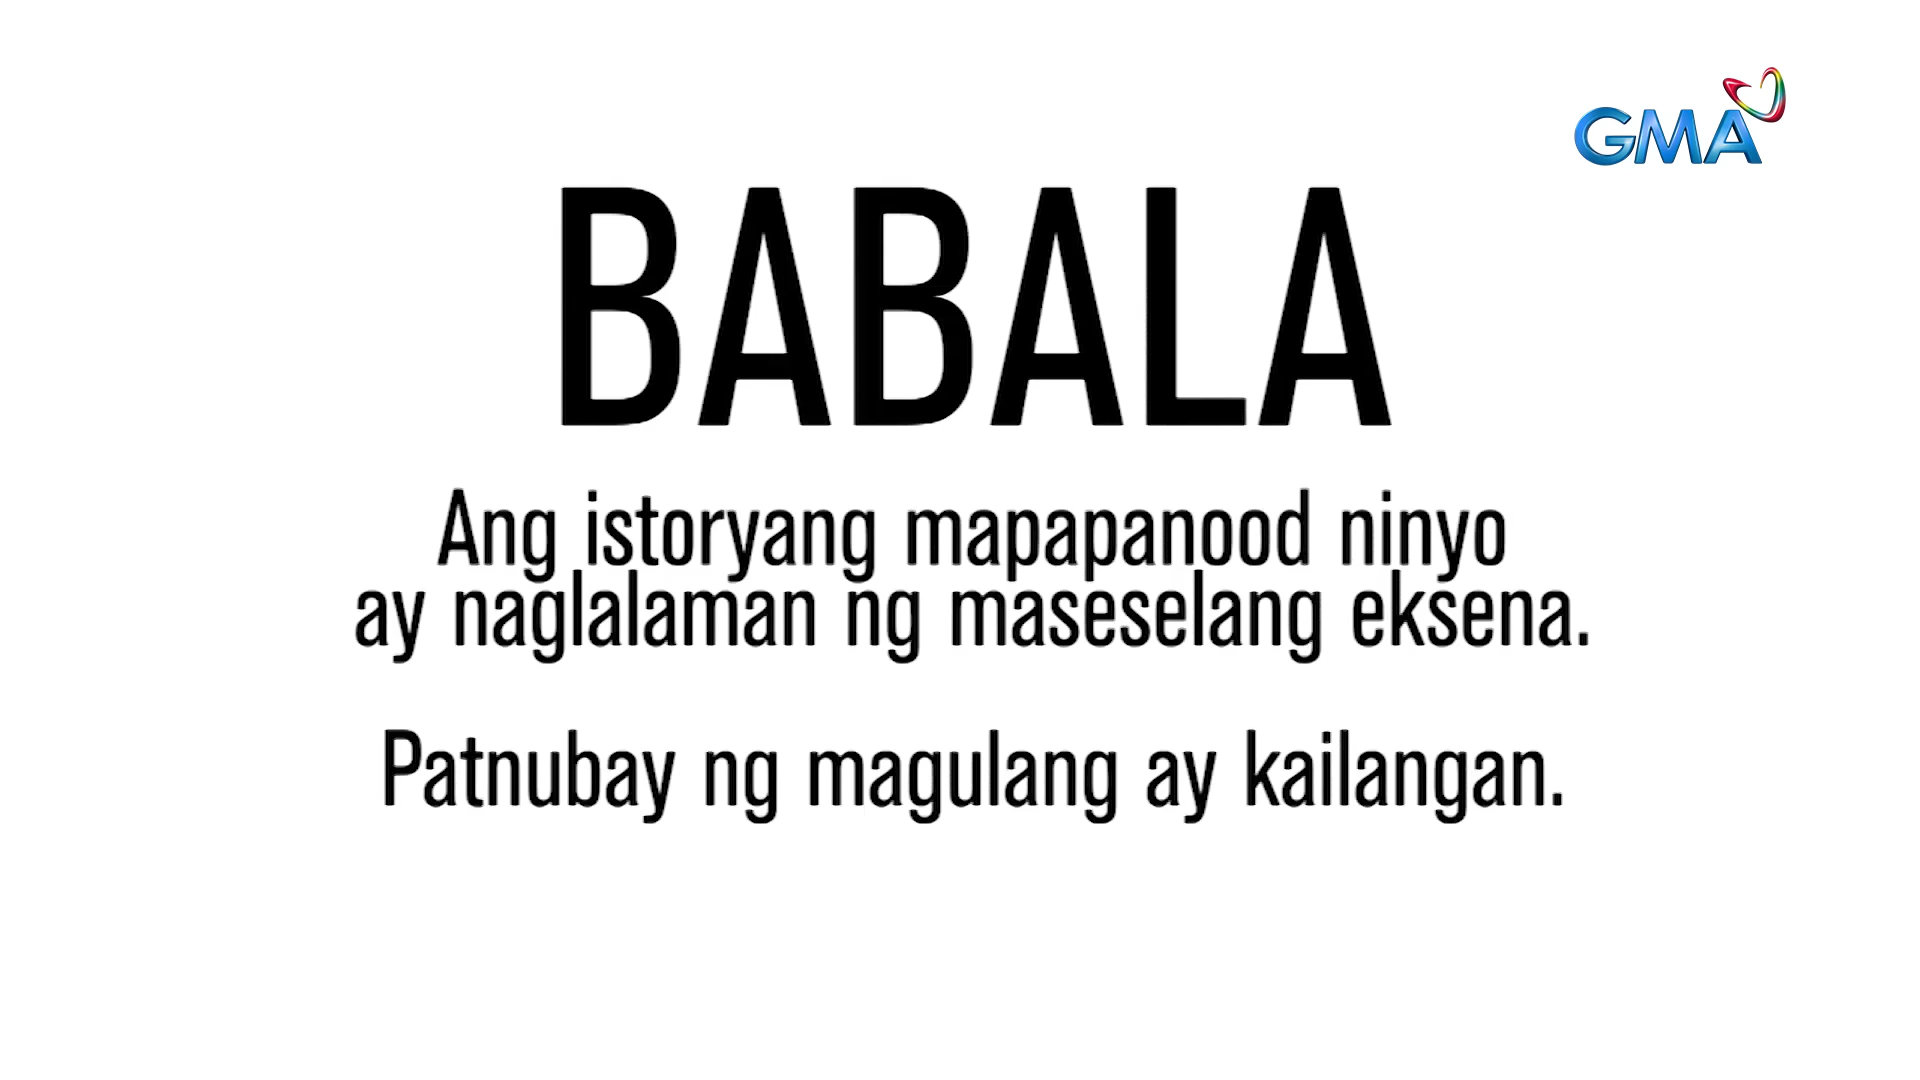 GMA
BABALA
Ang istoryang mapapanood ninyo
ay naglalaman ng maseselang eksena.
Patnubay ng magulang ay kailangan.